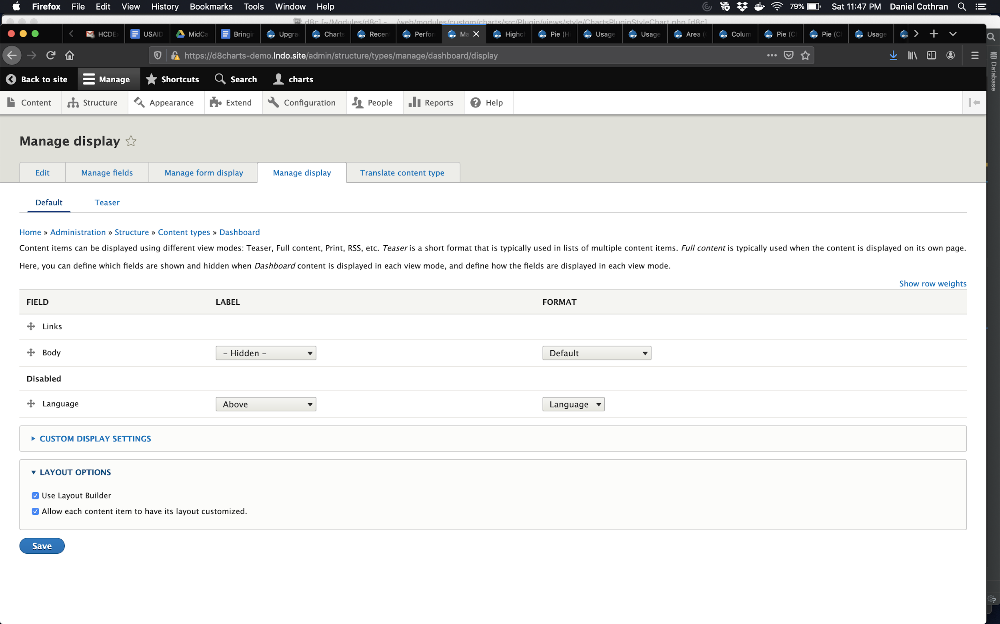 Firefox File Edit View History Bookmarks Tools Window Help 79% Sat 11:47 PM Daniel Cothran
d8c [~/Modules/d8c] - .../web/modules/custom/charts/src/Plugin/views/style/ChartsPluginStyleChart.php [d8c]
HCDE USAID MidCa Bringin Upgra Charts Recen Perfor Ma Highc Pie (Hi Usage Usage Area ( Colum Pie (C Pie (C Usage
https://d8charts-demo.lndo.site/admin/structure/types/manage/dashboard/display
Database
Back to site Manage Shortcuts Search charts
Content Structure Appearance Extend Configuration People Reports Help
Manage display
Edit Manage fields Manage form display Manage display Translate content type
Default Teaser
Home » Administration » Structure » Content types » Dashboard
Content items can be displayed using different view modes: Teaser, Full content, Print, RSS, etc. Teaser is a short format that is typically used in lists of multiple content items. Full content is typically used when the content is displayed on its own page.
Here, you can define which fields are shown and hidden when Dashboard content is displayed in each view mode, and define how the fields are displayed in each view mode.
Show row weights
FIELD LABEL FORMAT
Links
Body - Hidden - Default
Disabled
Language Above Language
CUSTOM DISPLAY SETTINGS
LAYOUT OPTIONS
Use Layout Builder
Allow each content item to have its layout customized.
Save